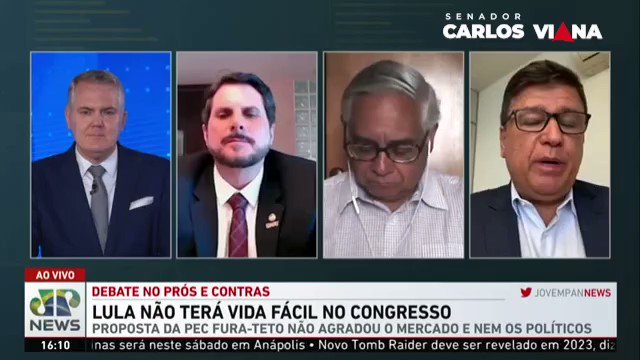 SENADOR
CARLOS VIANA
AO VIVO
DEBATE NO PRÓS E CONTRAS
JOVEMPANNEWS
LULA NÃO TERÁ VIDA FÁCIL NO CONGRESSO
PROPOSTA DA PEC FURA-TETO NÃO AGRADOU O MERCADO E NEM OS POLÍTICOS
JP
NEWS
16:10
inas será neste sábado em Anápolis • Novo Tomb Raider deve ser revelado em 2023, di